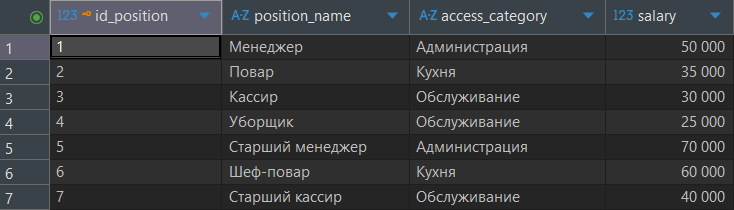 123 id_position A-Z position_name A-Z access_category 123 salary
1 1 Менеджер Администрация 50 000
2 2 Повар Кухня 35 000
3 3 Кассир Обслуживание 30 000
4 4 Уборщик Обслуживание 25 000
5 5 Старший менеджер Администрация 70 000
6 6 Шеф-повар Кухня 60 000
7 7 Старший кассир Обслуживание 40 000